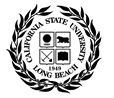 CALIFORNIA STATE UNIVERSITY
1949
LONG BEACH